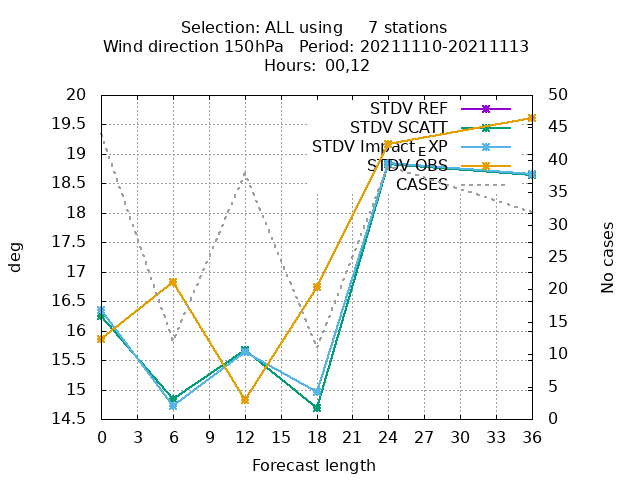 Selection: ALL using 7 stations
Wind direction 150hPa Period: 20211110-20211113
Hours: 00,12
20
19.5
19
18.5
18
17.5
17
16.5
16
15.5
15
14.5
deg
STDV REF
STDV SCATT
STDV Impact_EXP
STDV OBS
CASES
50
45
40
35
30
25
20
15
10
5
0
No cases
0 3 6 9 12 15 18 21 24 27 30 33 36
Forecast length